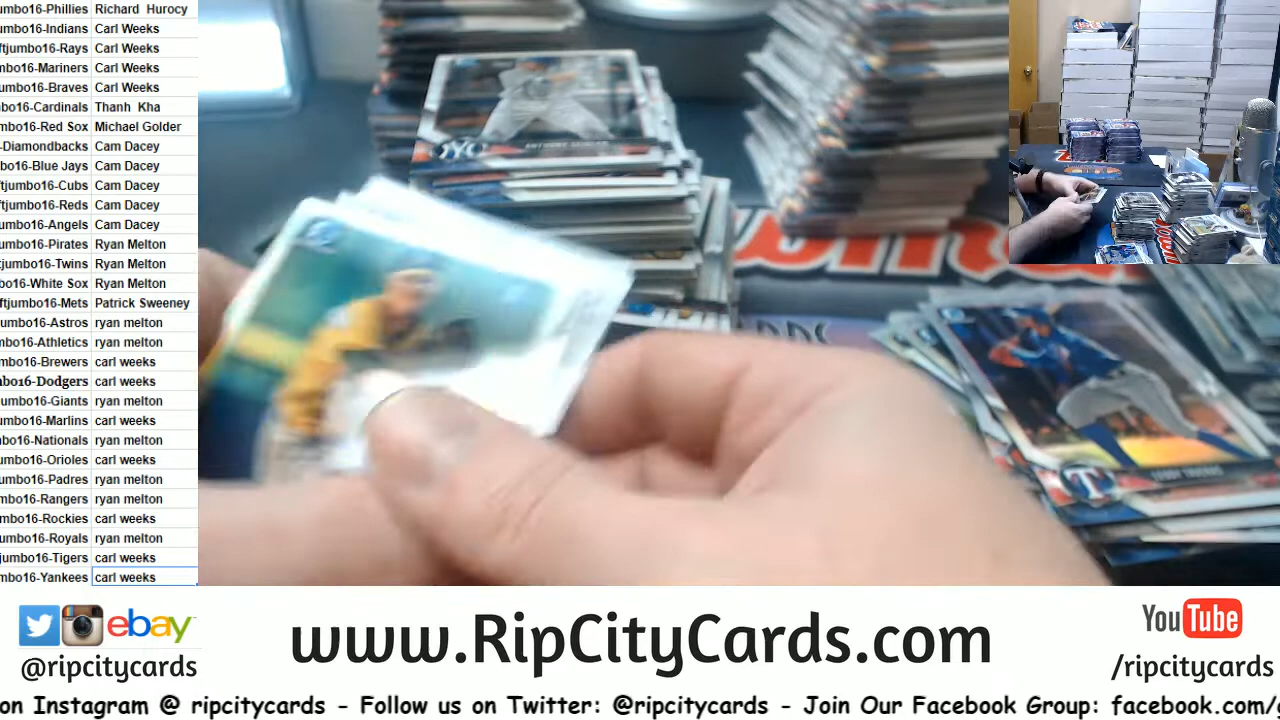 umbo16-Phillies Richard Hurocy
mbo16-Indians Carl Weeks
ftjumbo16-Rays Carl Weeks
mbo16-Mariners Carl Weeks
umbo16-Braves Carl Weeks
bo16-Cardinals Thanh Kha
mbo16-Red Sox Michael Golder
-Diamondbacks Cam Dacey
bo16-Blue Jays Cam Dacey
ftjumbo16-Cubs Cam Dacey
ftjumbo16-Reds Cam Dacey
umbo16-Angels Cam Dacey
umbo16-Pirates Ryan Melton
tjumbo16-Twins Ryan Melton
bo16-White Sox Ryan Melton
ftjumbo16-Mets Patrick Sweeney
umbo16-Astros ryan melton
mbo16-Athletics ryan melton
mbo16-Brewers carl weeks
mbo16-Dodgers carl weeks
umbo16-Giants ryan melton
umbo16-Marlins carl weeks
bo16-Nationals ryan melton
mbo16-Orioles carl weeks
mbo16-Padres ryan melton
mbo16-Rangers ryan melton
mbo16-Rockies carl weeks
mbo16-Royals ryan melton
jumbo16-Tigers carl weeks
mbo16-Yankees carl weeks
ebay
@ripcitycards
www.RipCityCards.com
YouTube
/ripcitycards
on Instagram @ ripcitycards - Follow us on Twitter: @ripcitycards - Join Our Facebook Group: facebook.com/g